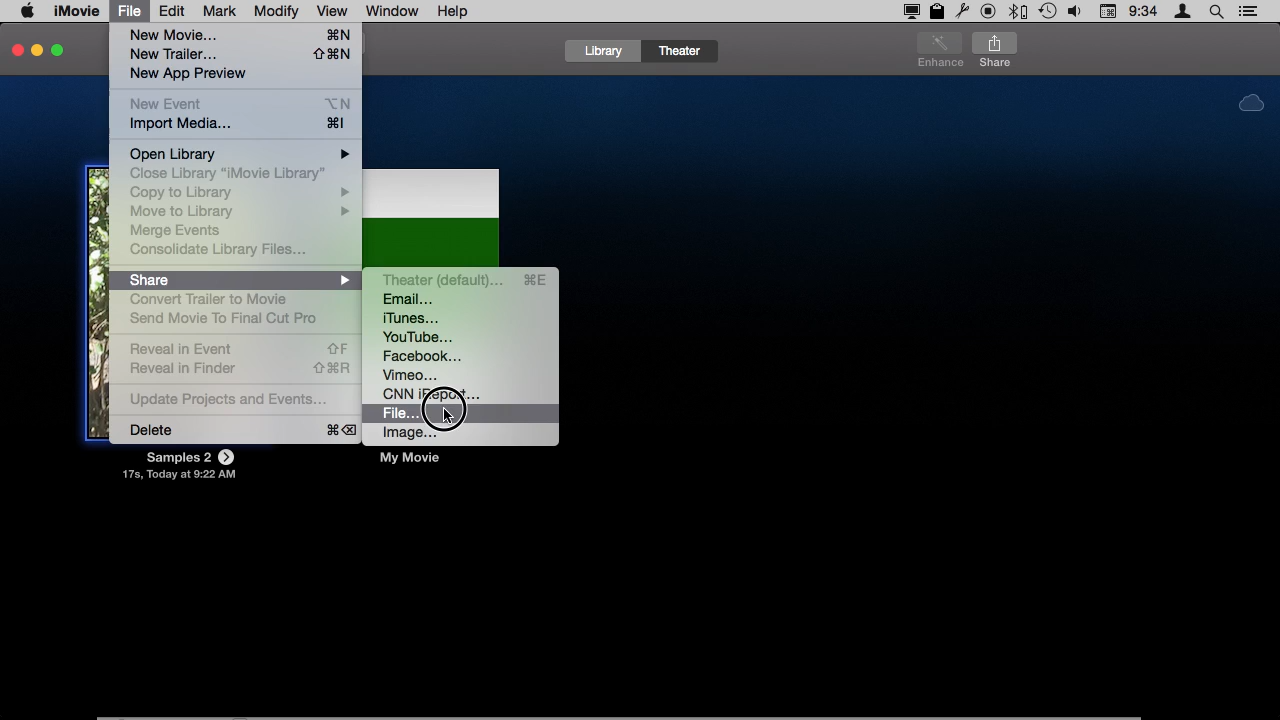 iMovie File Edit Mark Modify View Window Help 9:34
Library Theater
Enhance Share
New Movie... ⌘N
New Trailer... ⇧⌘N
New App Preview
New Event ⌥N
Import Media... ⌘I
Open Library
Close Library "iMovie Library"
Copy to Library
Move to Library
Merge Events
Consolidate Library Files...
Share
Convert Trailer to Movie
Send Movie To Final Cut Pro
Reveal in Event ⇧F
Reveal in Finder ⇧⌘R
Update Projects and Events...
Delete ⌘⌫
Theater (default)... ⌘E
Email...
iTunes...
YouTube...
Facebook...
Vimeo...
CNN iReport...
File...
Image...
Samples 2
17s, Today at 9:22 AM
My Movie